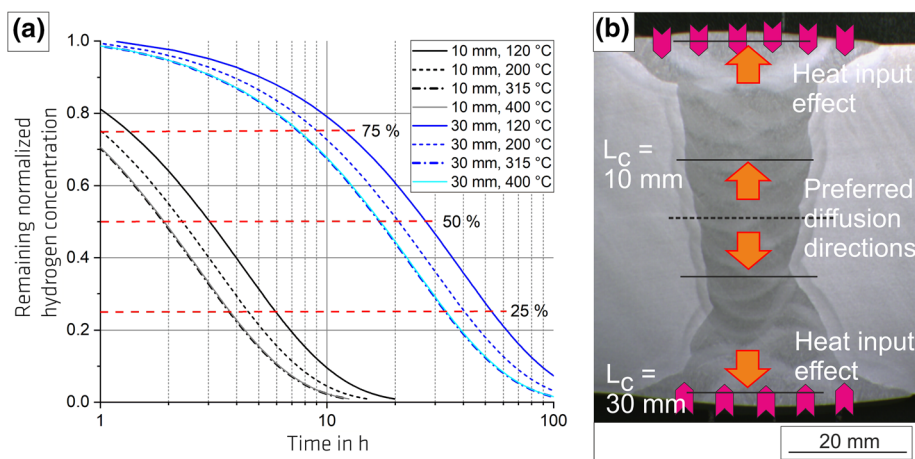 (a)
Remaining normalized
hydrogen concentration
1.0
0.8
0.6
0.4
0.2
0.0
1
10
100
Time in h
75 %
50 %
25 %
10 mm, 120 °C
10 mm, 200 °C
10 mm, 315 °C
10 mm, 400 °C
30 mm, 120 °C
30 mm, 200 °C
30 mm, 315 °C
30 mm, 400 °C
(b)
Heat input
effect
LC =
10 mm
Preferred
diffusion
directions
Heat input
effect
LC =
30 mm
20 mm